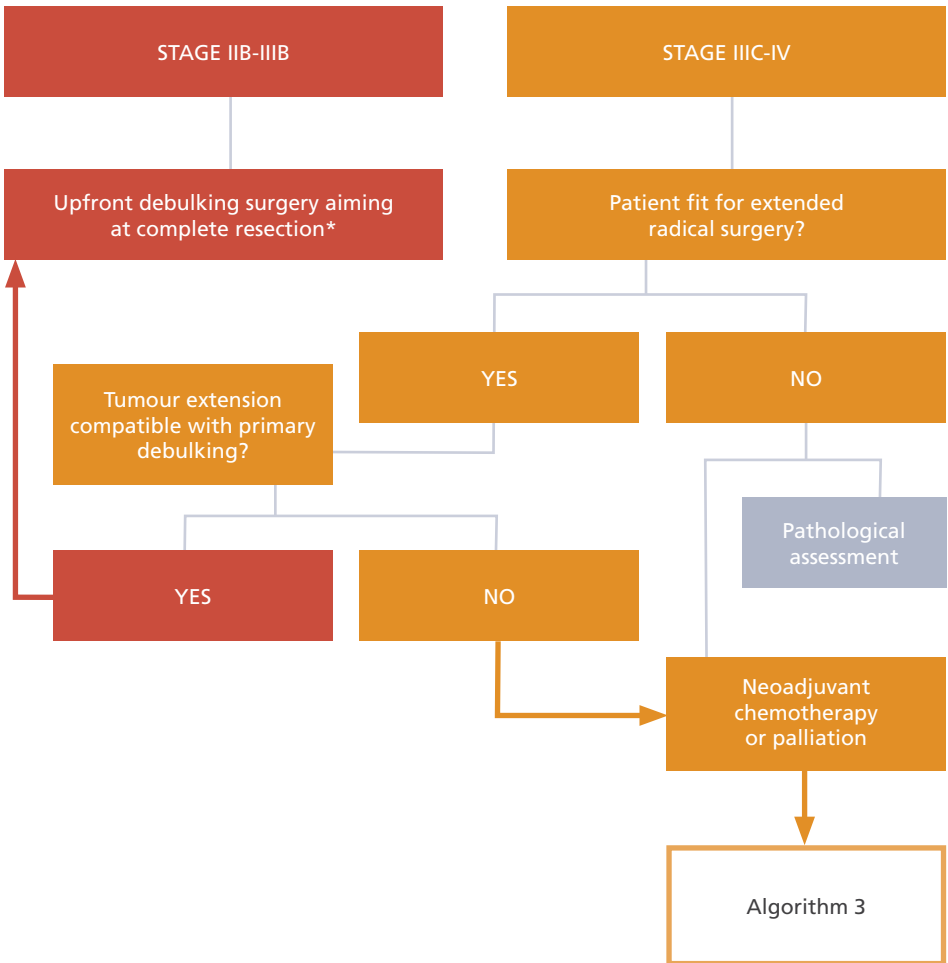 STAGE IIB-IIIB
STAGE IIIC-IV
Upfront debulking surgery aiming
at complete resection*
Patient fit for extended
radical surgery?
YES
NO
Tumour extension
compatible with primary
debulking?
Pathological
assessment
YES
NO
Neoadjuvant
chemotherapy
or palliation
Algorithm 3